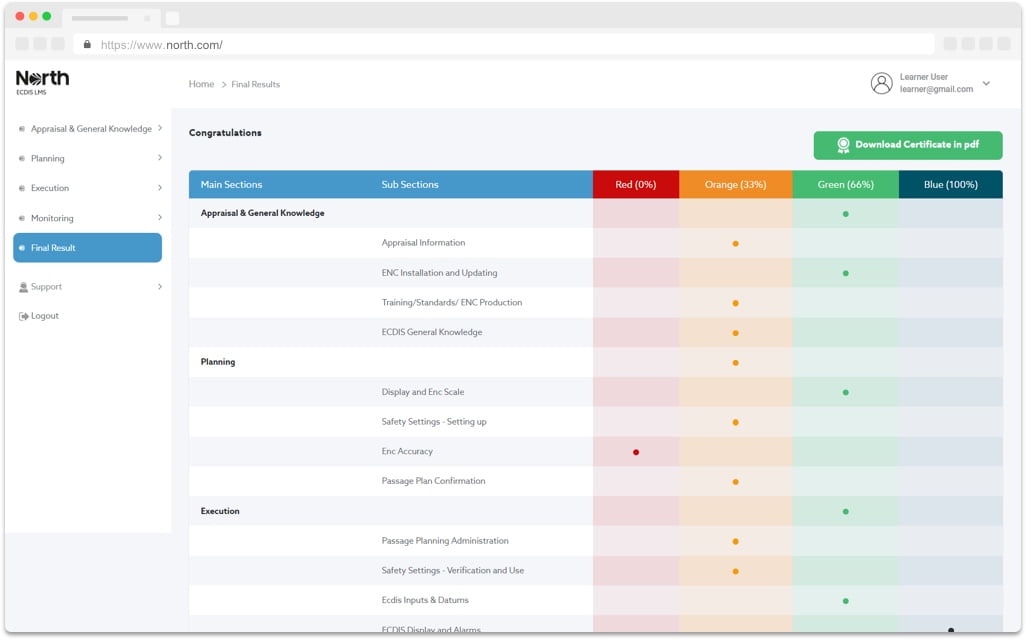 https://www.north.com/
North
ECDIS LMS
Home > Final Results
Learner User
learner@gmail.com
Appraisal & General Knowledge
Planning
Execution
Monitoring
Final Result
Support
Logout
Congratulations
Download Certificate in pdf
Main Sections Sub Sections Red (0%) Orange (33%) Green (66%) Blue (100%)
Appraisal & General Knowledge
Appraisal Information
ENC Installation and Updating
Training/Standards/ ENC Production
ECDIS General Knowledge
Planning
Display and Enc Scale
Safety Settings - Setting up
Enc Accuracy
Passage Plan Confirmation
Execution
Passage Planning Administration
Safety Settings - Verification and Use
Ecdis Inputs & Datums
ECDIS Display and Alarms